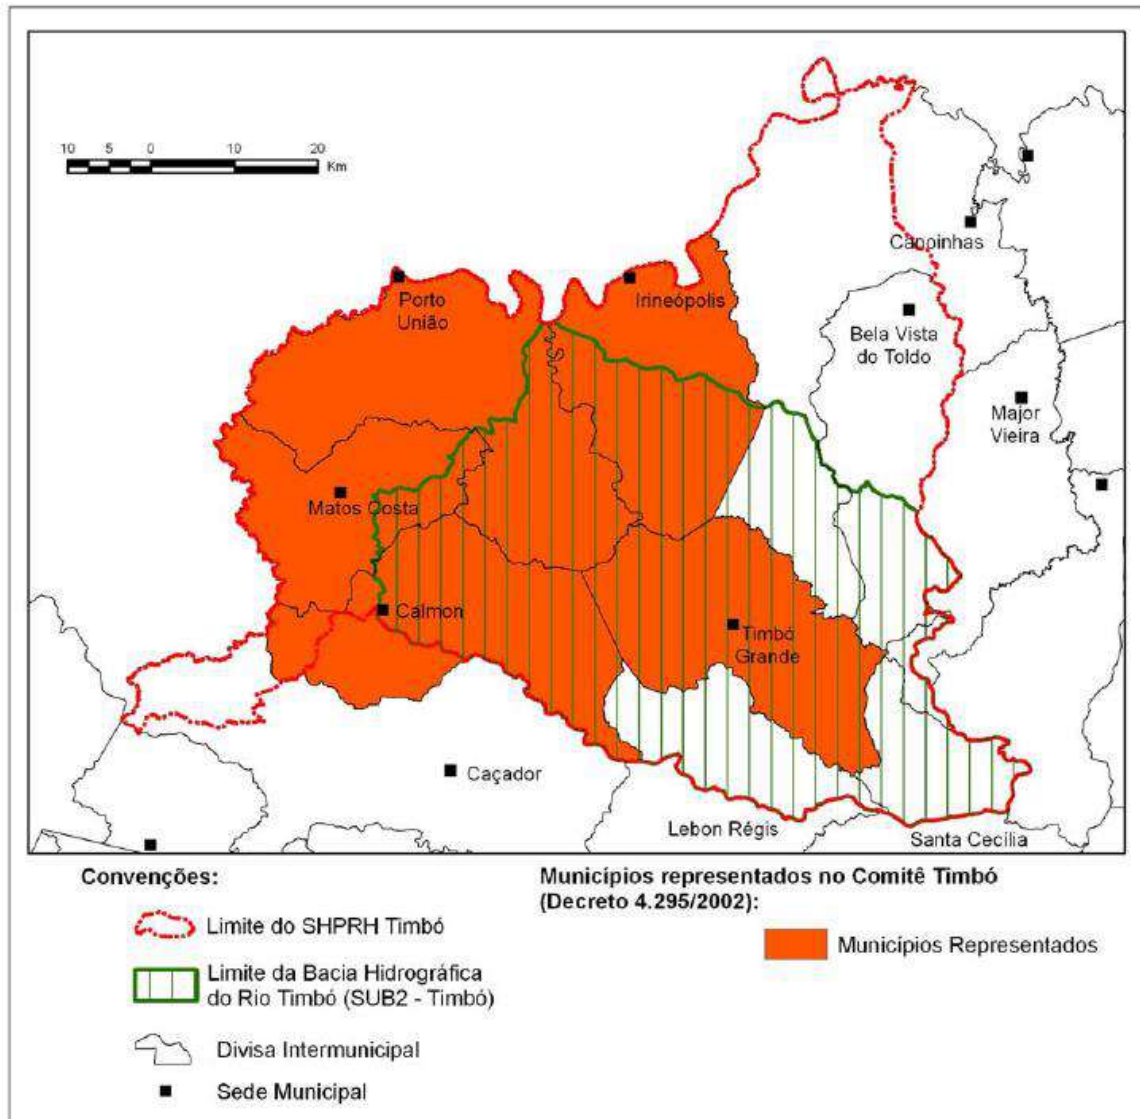 10 5 0 10 20
Km
Canoinhas
Porto
União
Irineópolis
Bela Vista
do Toldo
Major
Vieira
Matos Costa
Calmon
Timbó
Grande
Caçador
Lebon Régis
Santa Cecília
Convenções:
Limite do SHPRH Timbó
Limite da Bacia Hidrográfica
do Rio Timbó (SUB2 - Timbó)
Divisa Intermunicipal
Sede Municipal
Municípios representados no Comitê Timbó
(Decreto 4.295/2002):
Municípios Representados